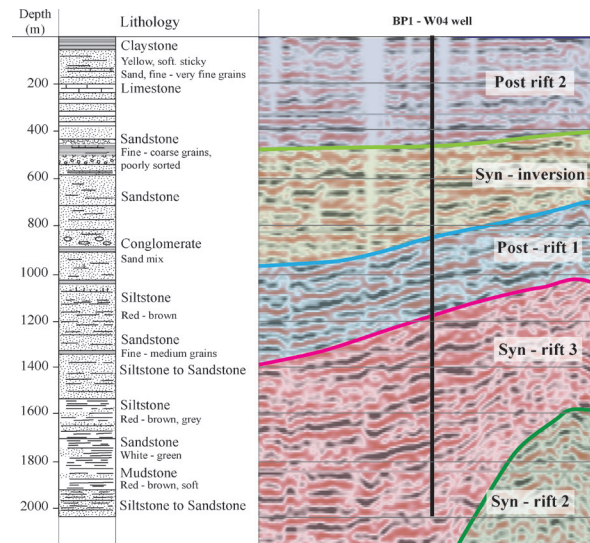 Depth
(m)
Lithology
BP1 - W04 well
Claystone
Yellow, soft. sticky
Sand, fine - very fine grains
200
Limestone
400
Sandstone
Fine - coarse grains,
poorly sorted
600
Sandstone
800
Conglomerate
Sand mix
1000
Siltstone
Red - brown
1200
Sandstone
Fine - medium grains
1400
Siltstone to Sandstone
Siltstone
1600
Red - brown, grey
Sandstone
White - green
1800
Mudstone
Red - brown, soft
2000
Siltstone to Sandstone
Post rift 2
Syn - inversion
Post - rift 1
Syn - rift 3
Syn - rift 2